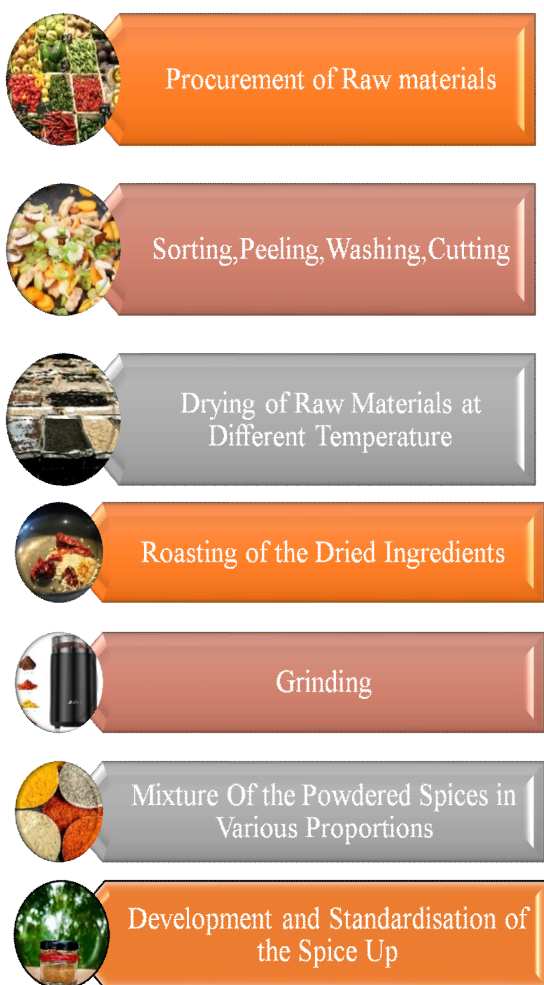 Procurement of Raw materials
Sorting,Peeling,Washing,Cutting
Drying of Raw Materials at
Different Temperature
Roasting of the Dried Ingredients
Grinding
Mixture Of the Powdered Spices in
Various Proportions
Development and Standardisation of
the Spice Up